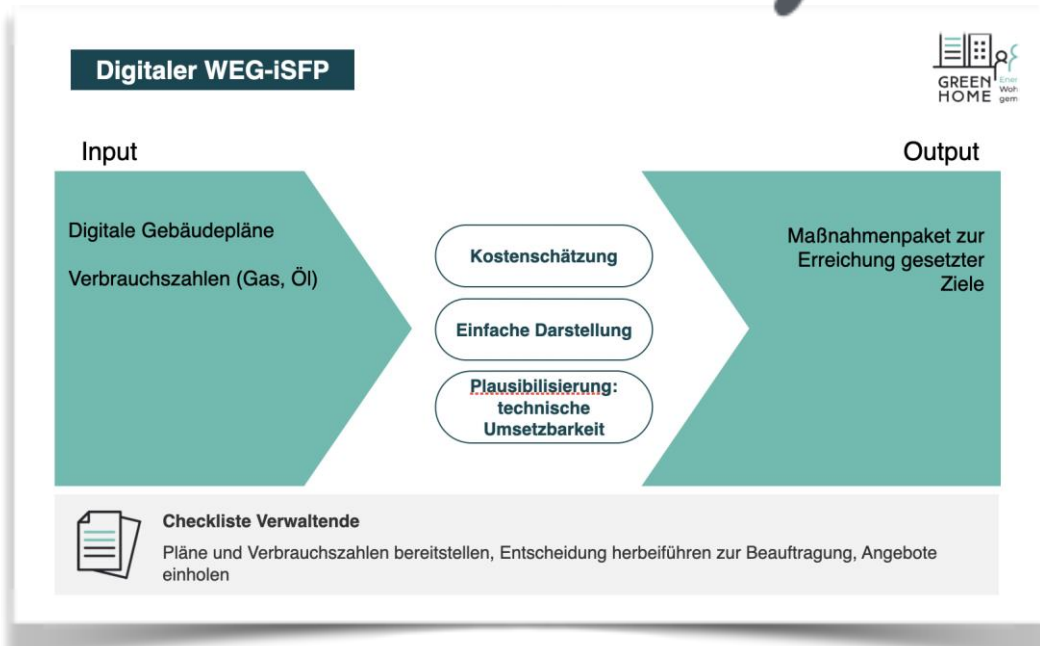 Digitaler WEG-iSFP
GREEN
HOME
Input
Output
Digitale Gebäudepläne
Verbrauchszahlen (Gas, Öl)
Kostenschätzung
Einfache Darstellung
Plausibilisierung:
technische
Umsetzbarkeit
Maßnahmenpaket zur
Erreichung gesetzter
Ziele
Checkliste Verwaltende
Pläne und Verbrauchszahlen bereitstellen, Entscheidung herbeiführen zur Beauftragung, Angebote
einholen